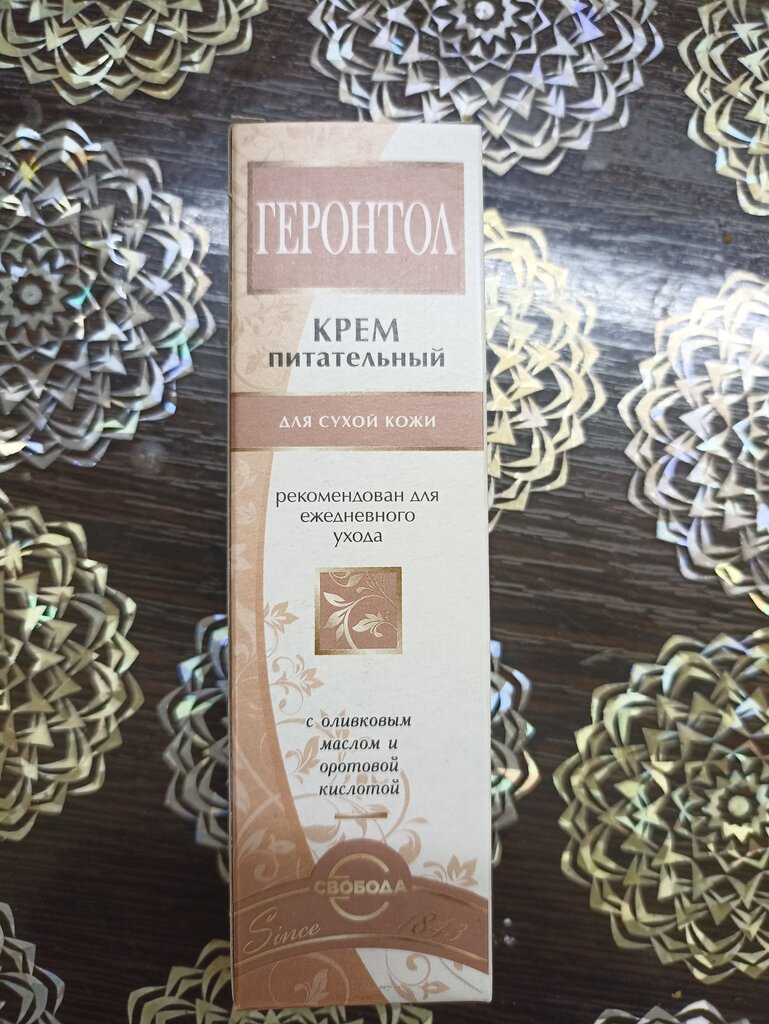 ГЕРОНТОЛ
КРЕМ
питательный
ДЛЯ СУХОЙ КОЖИ
рекомендован для
ежедневного
ухода
с оливковым
маслом и
оротовой
кислотой
СВОБОДА
Since 1843